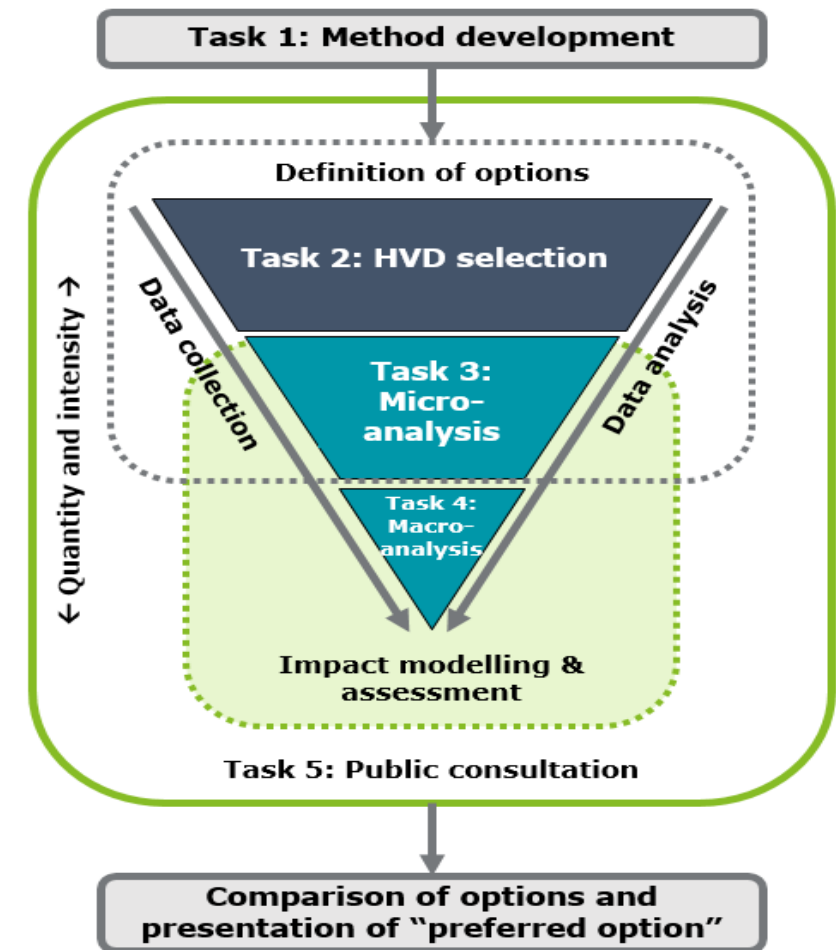 Task 1: Method development
Definition of options
Task 2: HVD selection
Data collection
Data analysis
← Quantity and intensity →
Task 3:
Micro-
analysis
Task 4:
Macro-
analysis
Impact modelling &
assessment
Task 5: Public consultation
Comparison of options and
presentation of “preferred option”